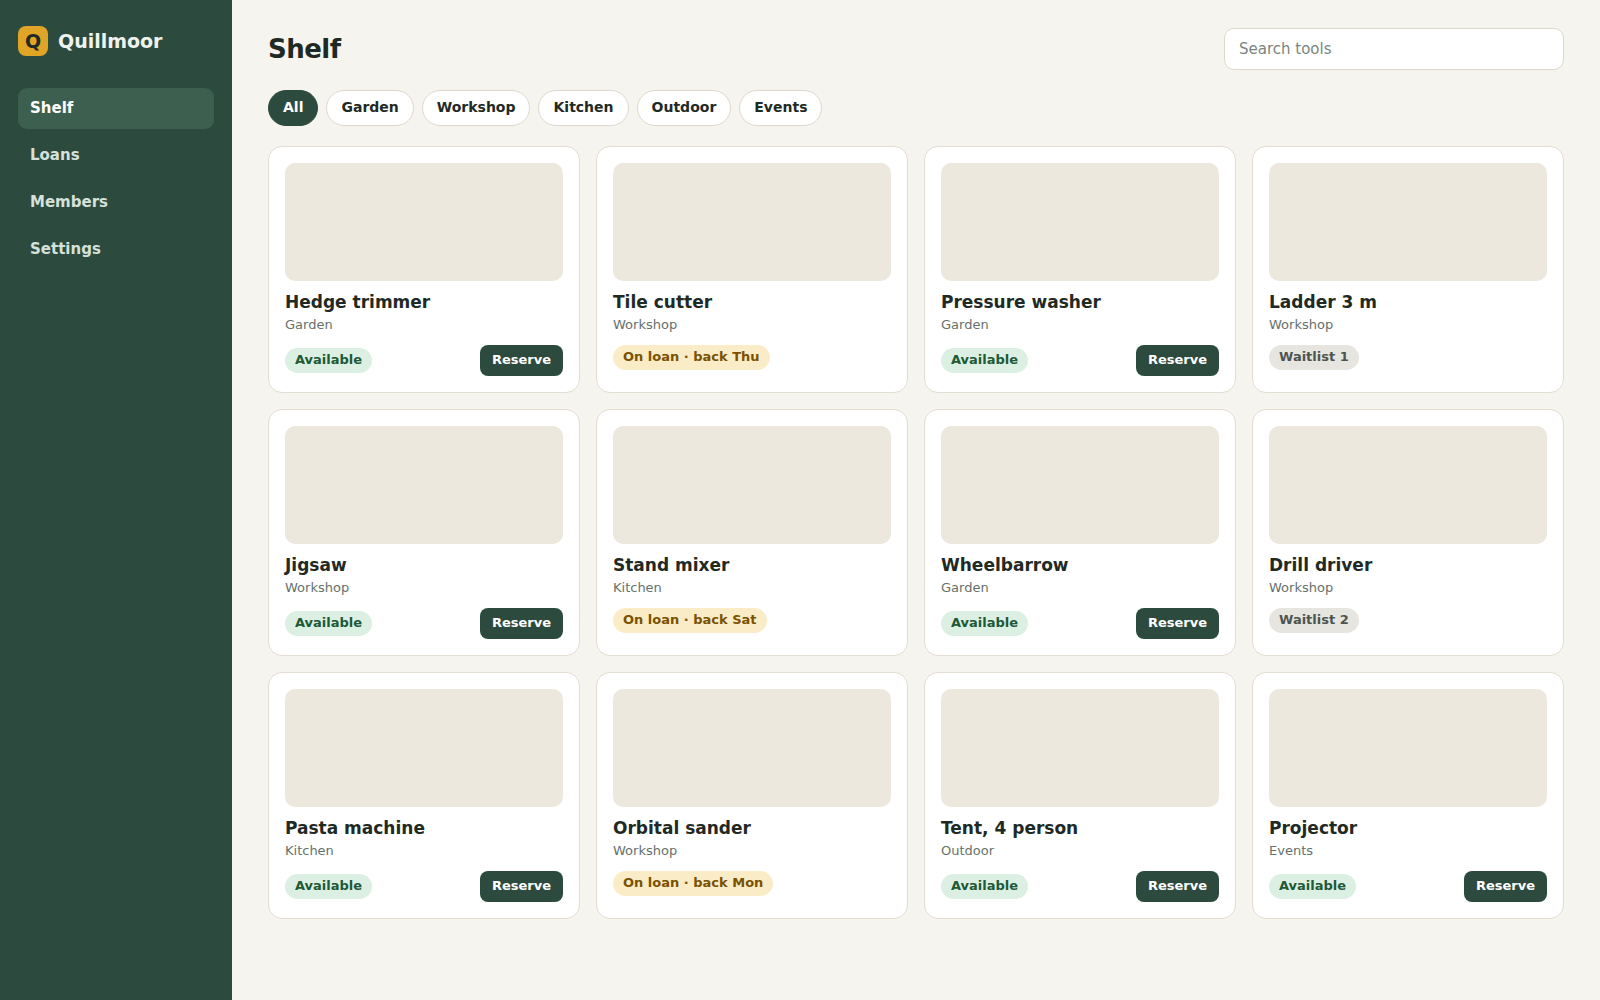 Q Quillmoor
Shelf
Loans
Members
Settings
Shelf
Search tools
All
Garden
Workshop
Kitchen
Outdoor
Events
Hedge trimmer
Garden
Available
Reserve
Tile cutter
Workshop
On loan · back Thu
Pressure washer
Garden
Available
Reserve
Ladder 3 m
Workshop
Waitlist 1
Jigsaw
Workshop
Available
Reserve
Stand mixer
Kitchen
On loan · back Sat
Wheelbarrow
Garden
Available
Reserve
Drill driver
Workshop
Waitlist 2
Pasta machine
Kitchen
Available
Reserve
Orbital sander
Workshop
On loan · back Mon
Tent, 4 person
Outdoor
Available
Reserve
Projector
Events
Available
Reserve